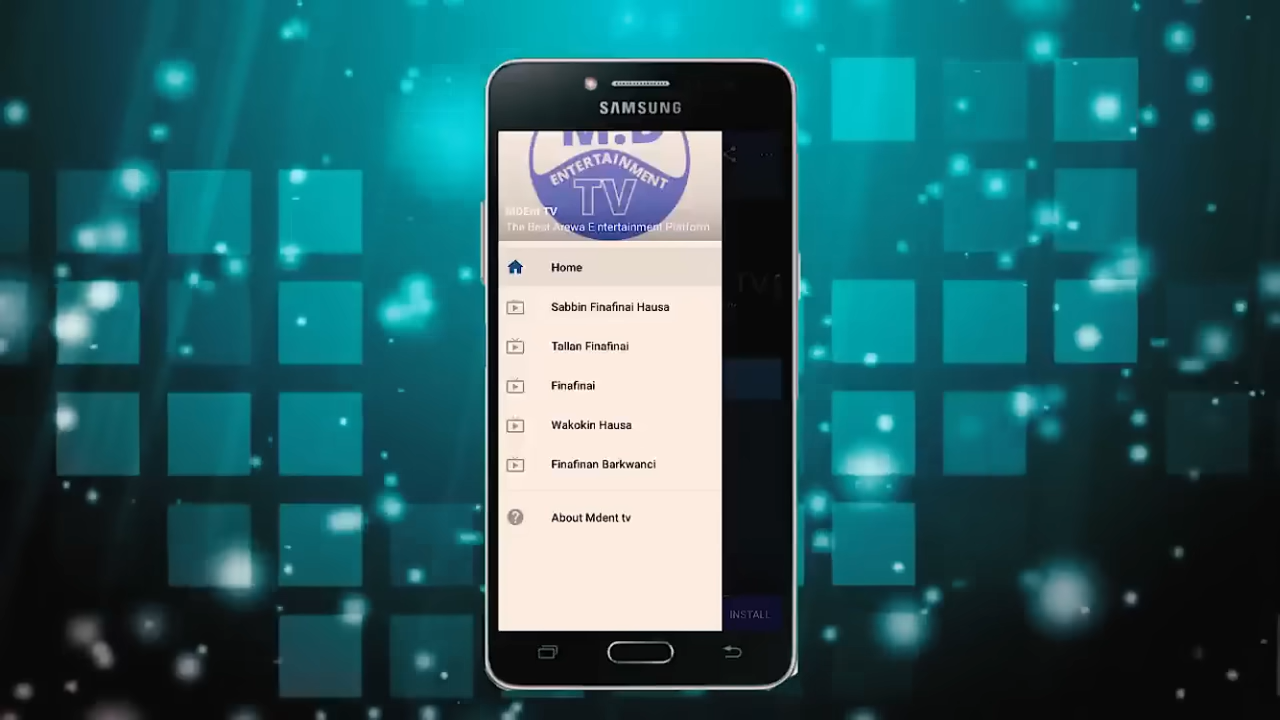 SAMSUNG
M.D
ENTERTAINMENT
TV
MDEnt TV
The Best Arewa Entertainment Platform
Home
Sabbin Finafinai Hausa
Tallan Finafinai
Finafinai
Wakokin Hausa
Finafinan Barkwanci
About Mdent tv
TV
INSTALL